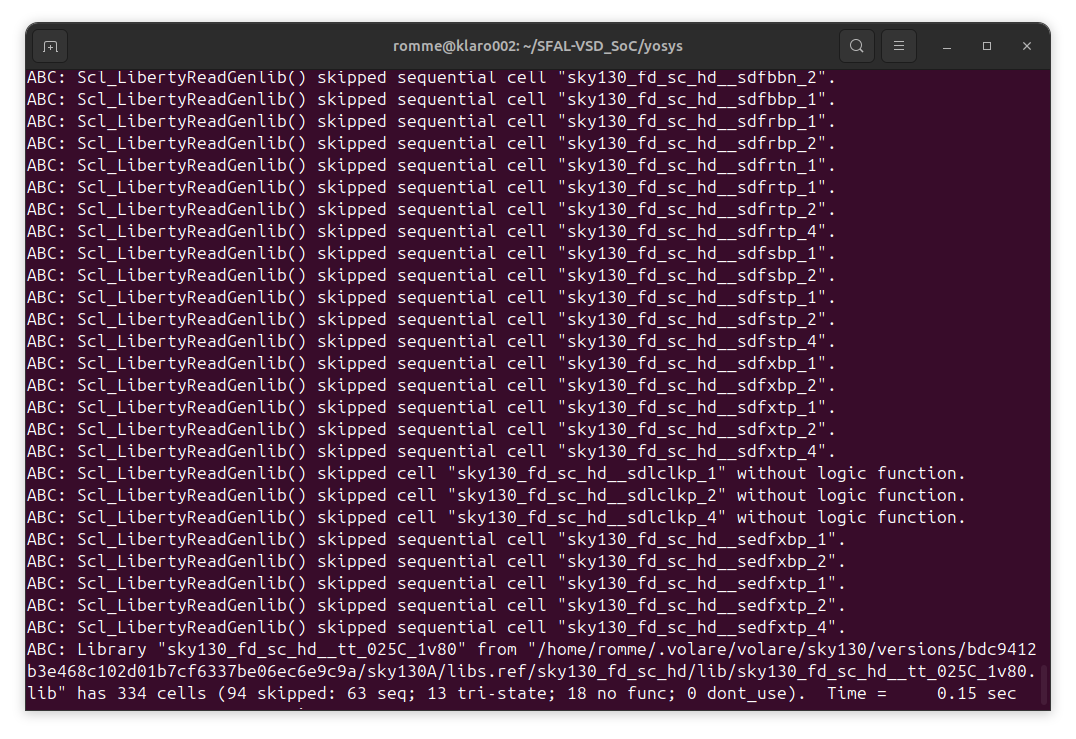 romme@klaro002: ~/SFAL-VSD_SoC/yosys
ABC: Scl_LibertyReadGenlib() skipped sequential cell "sky130_fd_sc_hd__sdfbbn_2".
ABC: Scl_LibertyReadGenlib() skipped sequential cell "sky130_fd_sc_hd__sdfbbp_1".
ABC: Scl_LibertyReadGenlib() skipped sequential cell "sky130_fd_sc_hd__sdfrbp_1".
ABC: Scl_LibertyReadGenlib() skipped sequential cell "sky130_fd_sc_hd__sdfrbp_2".
ABC: Scl_LibertyReadGenlib() skipped sequential cell "sky130_fd_sc_hd__sdfrtn_1".
ABC: Scl_LibertyReadGenlib() skipped sequential cell "sky130_fd_sc_hd__sdfrtp_1".
ABC: Scl_LibertyReadGenlib() skipped sequential cell "sky130_fd_sc_hd__sdfrtp_2".
ABC: Scl_LibertyReadGenlib() skipped sequential cell "sky130_fd_sc_hd__sdfrtp_4".
ABC: Scl_LibertyReadGenlib() skipped sequential cell "sky130_fd_sc_hd__sdfsbp_1".
ABC: Scl_LibertyReadGenlib() skipped sequential cell "sky130_fd_sc_hd__sdfsbp_2".
ABC: Scl_LibertyReadGenlib() skipped sequential cell "sky130_fd_sc_hd__sdfstp_1".
ABC: Scl_LibertyReadGenlib() skipped sequential cell "sky130_fd_sc_hd__sdfstp_2".
ABC: Scl_LibertyReadGenlib() skipped sequential cell "sky130_fd_sc_hd__sdfstp_4".
ABC: Scl_LibertyReadGenlib() skipped sequential cell "sky130_fd_sc_hd__sdfxbp_1".
ABC: Scl_LibertyReadGenlib() skipped sequential cell "sky130_fd_sc_hd__sdfxbp_2".
ABC: Scl_LibertyReadGenlib() skipped sequential cell "sky130_fd_sc_hd__sdfxtp_1".
ABC: Scl_LibertyReadGenlib() skipped sequential cell "sky130_fd_sc_hd__sdfxtp_2".
ABC: Scl_LibertyReadGenlib() skipped sequential cell "sky130_fd_sc_hd__sdfxtp_4".
ABC: Scl_LibertyReadGenlib() skipped cell "sky130_fd_sc_hd__sdlclkp_1" without logic function.
ABC: Scl_LibertyReadGenlib() skipped cell "sky130_fd_sc_hd__sdlclkp_2" without logic function.
ABC: Scl_LibertyReadGenlib() skipped cell "sky130_fd_sc_hd__sdlclkp_4" without logic function.
ABC: Scl_LibertyReadGenlib() skipped sequential cell "sky130_fd_sc_hd__sedfxbp_1".
ABC: Scl_LibertyReadGenlib() skipped sequential cell "sky130_fd_sc_hd__sedfxbp_2".
ABC: Scl_LibertyReadGenlib() skipped sequential cell "sky130_fd_sc_hd__sedfxtp_1".
ABC: Scl_LibertyReadGenlib() skipped sequential cell "sky130_fd_sc_hd__sedfxtp_2".
ABC: Scl_LibertyReadGenlib() skipped sequential cell "sky130_fd_sc_hd__sedfxtp_4".
ABC: Library "sky130_fd_sc_hd__tt_025C_1v80" from "/home/romme/.volare/volare/sky130/versions/bdc9412
b3e468c102d01b7cf6337be06ec6e9c9a/sky130A/libs.ref/sky130_fd_sc_hd/lib/sky130_fd_sc_hd__tt_025C_1v80.
lib" has 334 cells (94 skipped: 63 seq; 13 tri-state; 18 no func; 0 dont_use).  Time =     0.15 sec